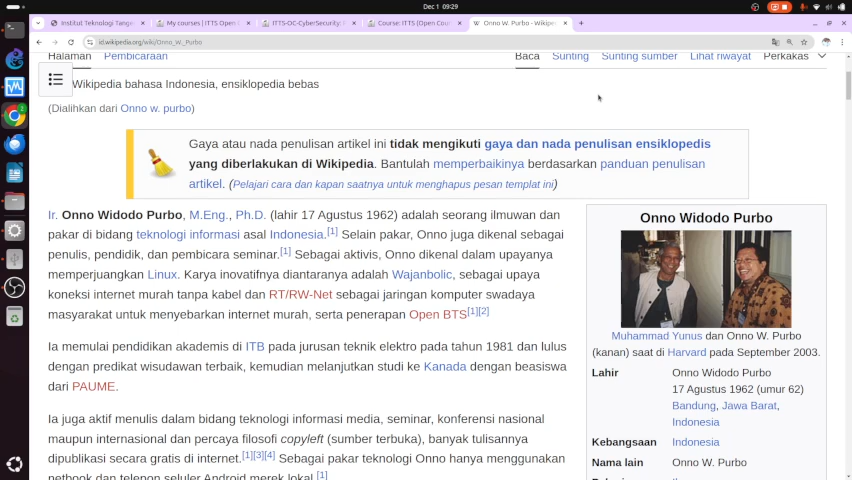 Dec 1 09:29
Institut Teknologi Tange
My courses | ITTS Open
ITTS-OC-CyberSecurity:
Course: ITTS (Open Cou
Onno W. Purbo - Wikipe
id.wikipedia.org/wiki/Onno_W._Purbo
Halaman Pembicaraan Baca Sunting Sunting sumber Lihat riwayat Perkakas
Wikipedia bahasa Indonesia, ensiklopedia bebas
(Dialihkan dari Onno w. purbo)
Gaya atau nada penulisan artikel ini tidak mengikuti gaya dan nada penulisan ensiklopedis
yang diberlakukan di Wikipedia. Bantulah memperbaikinya berdasarkan panduan penulisan
artikel. (Pelajari cara dan kapan saatnya untuk menghapus pesan templat ini)
Ir. Onno Widodo Purbo, M.Eng., Ph.D. (lahir 17 Agustus 1962) adalah seorang ilmuwan dan
pakar di bidang teknologi informasi asal Indonesia.[1] Selain pakar, Onno juga dikenal sebagai
penulis, pendidik, dan pembicara seminar.[1] Sebagai aktivis, Onno dikenal dalam upayanya
memperjuangkan Linux. Karya inovatifnya diantaranya adalah Wajanbolic, sebagai upaya
koneksi internet murah tanpa kabel dan RT/RW-Net sebagai jaringan komputer swadaya
masyarakat untuk menyebarkan internet murah, serta penerapan Open BTS[1][2]
Ia memulai pendidikan akademis di ITB pada jurusan teknik elektro pada tahun 1981 dan lulus
dengan predikat wisudawan terbaik, kemudian melanjutkan studi ke Kanada dengan beasiswa
dari PAUME.
Ia juga aktif menulis dalam bidang teknologi informasi media, seminar, konferensi nasional
maupun internasional dan percaya filosofi copyleft (sumber terbuka), banyak tulisannya
dipublikasi secara gratis di internet.[1][3][4] Sebagai pakar teknologi Onno hanya menggunakan
netbook dan telepon seluler Android merek lokal.[1]
Onno Widodo Purbo
Muhammad Yunus dan Onno W. Purbo
(kanan) saat di Harvard pada September 2003.
Lahir Onno Widodo Purbo
17 Agustus 1962 (umur 62)
Bandung, Jawa Barat,
Indonesia
Kebangsaan Indonesia
Nama lain Onno W. Purbo